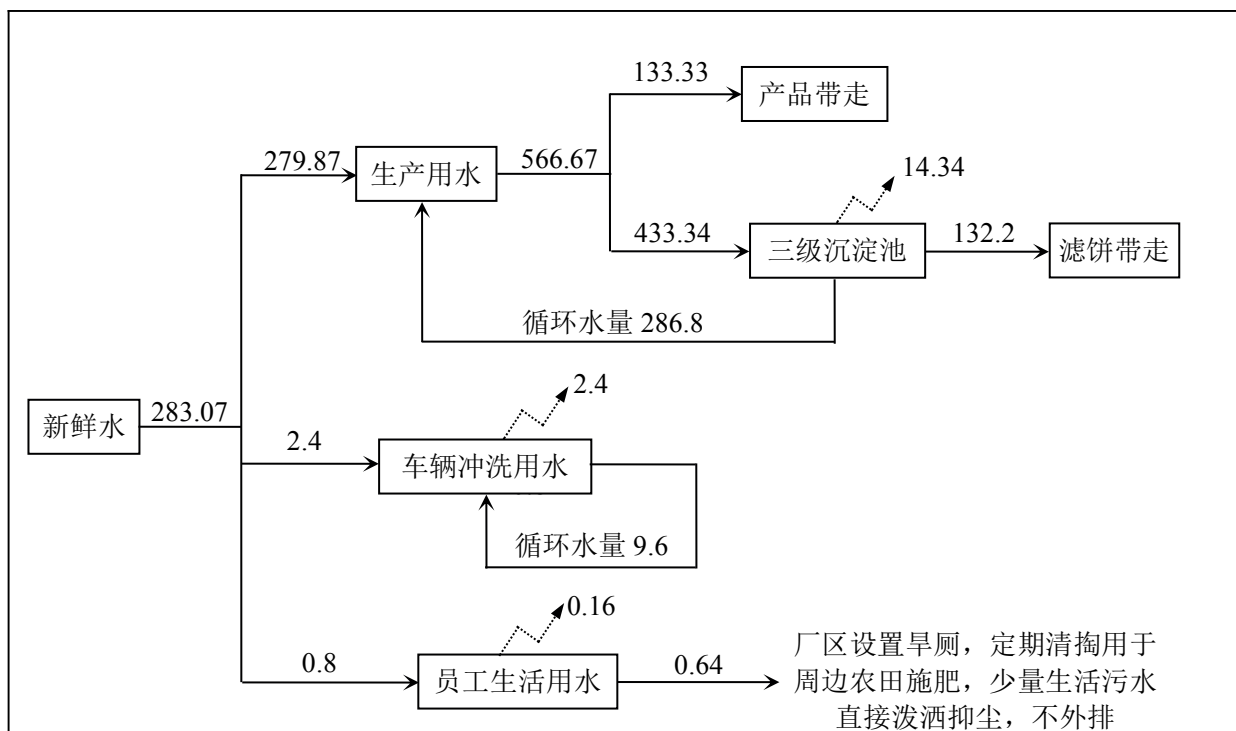 133.33
产品带走
279.87
生产用水
566.67
14.34
433.34
三级沉淀池
132.2
滤饼带走
循环水量 286.8
新鲜水
283.07
2.4
2.4
车辆冲洗用水
循环水量 9.6
0.16
0.8
员工生活用水
0.64
厂区设置旱厕，定期清掏用于
周边农田施肥，少量生活污水
直接泼洒抑尘，不外排